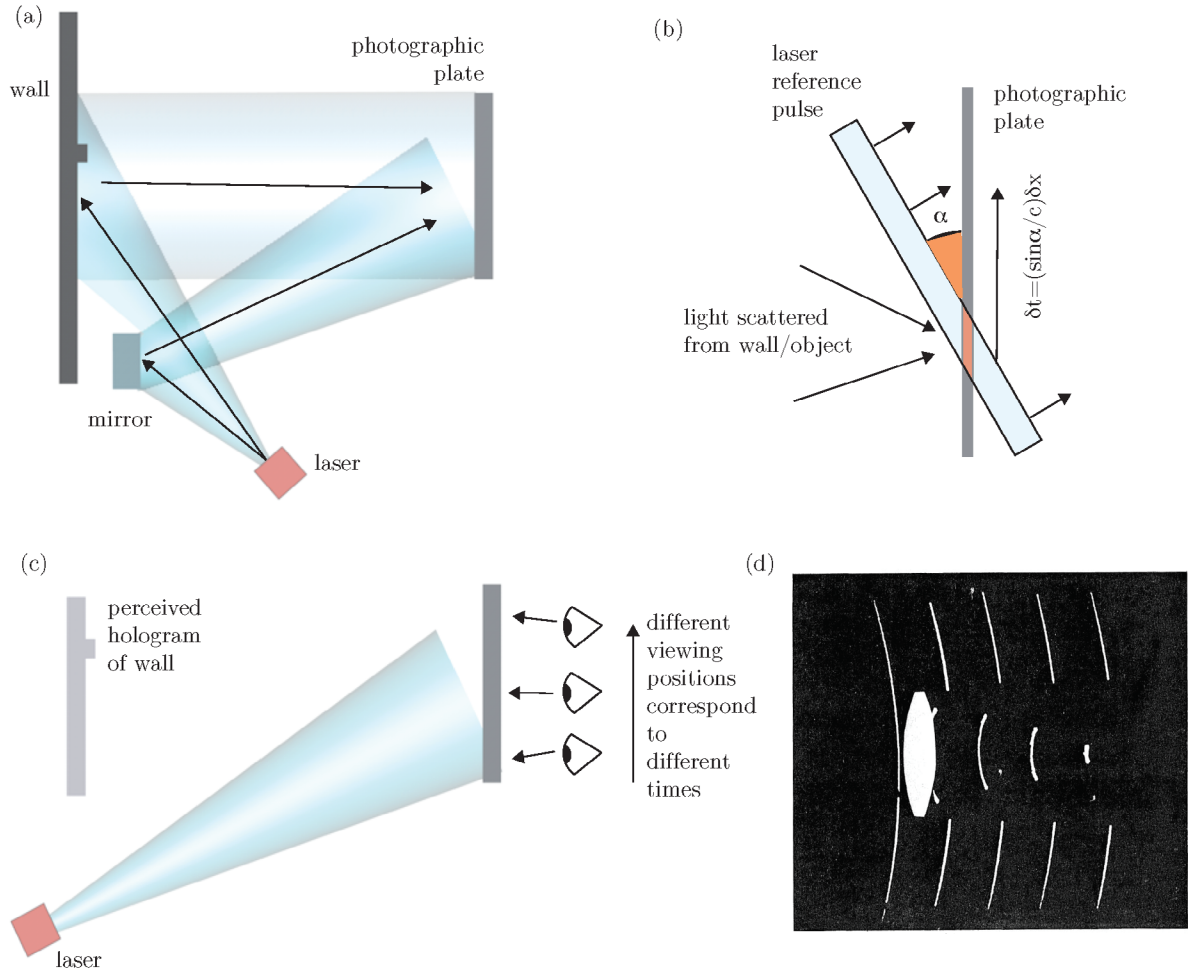 (a)
wall
photographic
plate
mirror
laser
(b)
laser
reference
pulse
photographic
plate
α
δt=(sinα/c)δx
light scattered
from wall/object
(c)
perceived
hologram
of wall
different
viewing
positions
correspond
to
different
times
laser
(d)